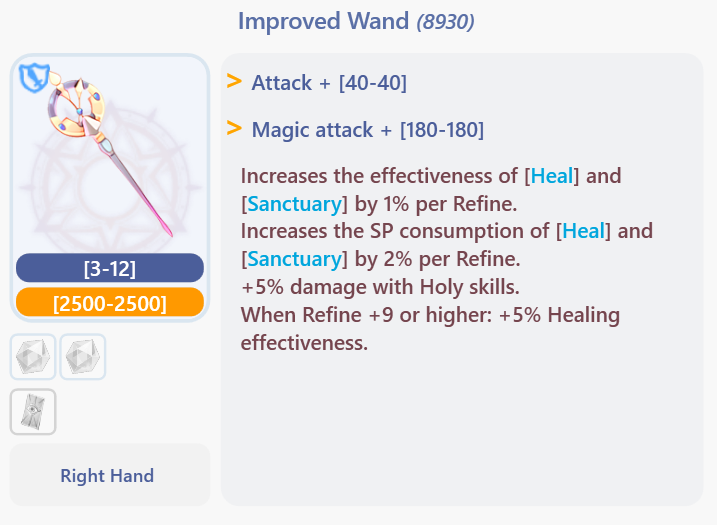 Improved Wand (8930)
> Attack + [40-40]
> Magic attack + [180-180]
Increases the effectiveness of [Heal] and
[Sanctuary] by 1% per Refine.
Increases the SP consumption of [Heal] and
[Sanctuary] by 2% per Refine.
+5% damage with Holy skills.
When Refine +9 or higher: +5% Healing
effectiveness.
[3-12]
[2500-2500]
Right Hand